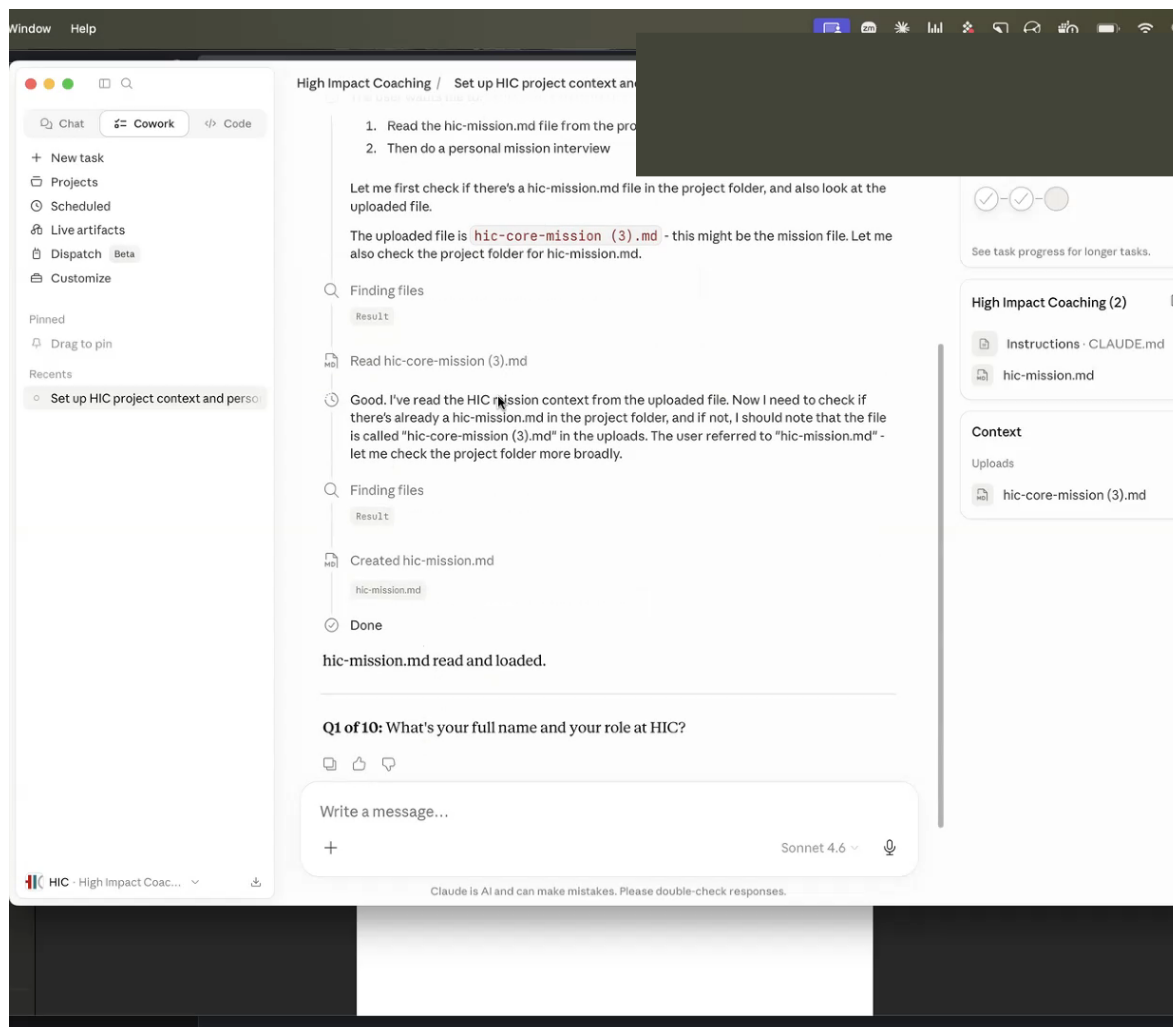 Window Help
zm
High Impact Coaching / Set up HIC project context an
Chat Cowork </> Code
+ New task
Projects
Scheduled
Live artifacts
Dispatch Beta
Customize
Pinned
Drag to pin
Recents
Set up HIC project context and perso
HIC · High Impact Coac...
The user wants me to:
1. Read the hic-mission.md file from the pro
2. Then do a personal mission interview
Let me first check if there's a hic-mission.md file in the project folder, and also look at the
uploaded file.
The uploaded file is hic-core-mission (3).md - this might be the mission file. Let me
also check the project folder for hic-mission.md.
Finding files
Result
MD Read hic-core-mission (3).md
Good. I've read the HIC mission context from the uploaded file. Now I need to check if
there's already a hic-mission.md in the project folder, and if not, I should note that the file
is called "hic-core-mission (3).md" in the uploads. The user referred to "hic-mission.md" -
let me check the project folder more broadly.
Finding files
Result
MD Created hic-mission.md
hic-mission.md
Done
hic-mission.md read and loaded.
Q1 of 10: What's your full name and your role at HIC?
Write a message...
+ Sonnet 4.6
Claude is AI and can make mistakes. Please double-check responses.
See task progress for longer tasks.
High Impact Coaching (2)
Instructions · CLAUDE.md
MD hic-mission.md
Context
Uploads
MD hic-core-mission (3).md